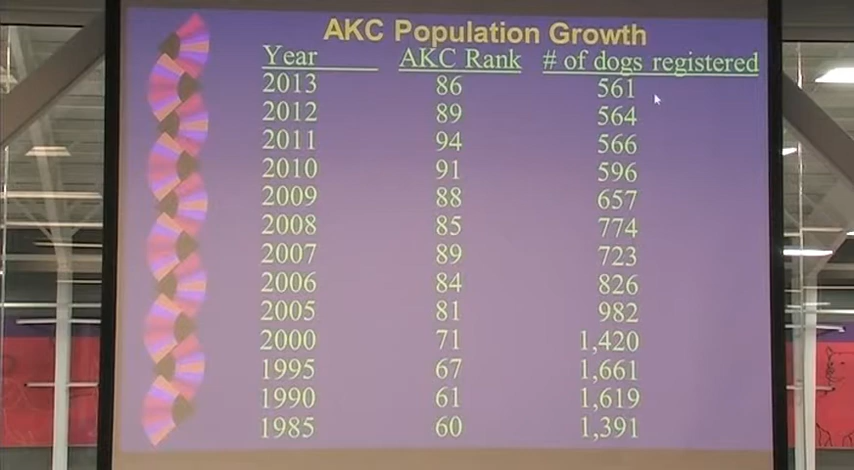 AKC Population Growth
Year AKC Rank # of dogs registered
2013 86 561
2012 89 564
2011 94 566
2010 91 596
2009 88 657
2008 85 774
2007 89 723
2006 84 826
2005 81 982
2000 71 1,420
1995 67 1,661
1990 61 1,619
1985 60 1,391